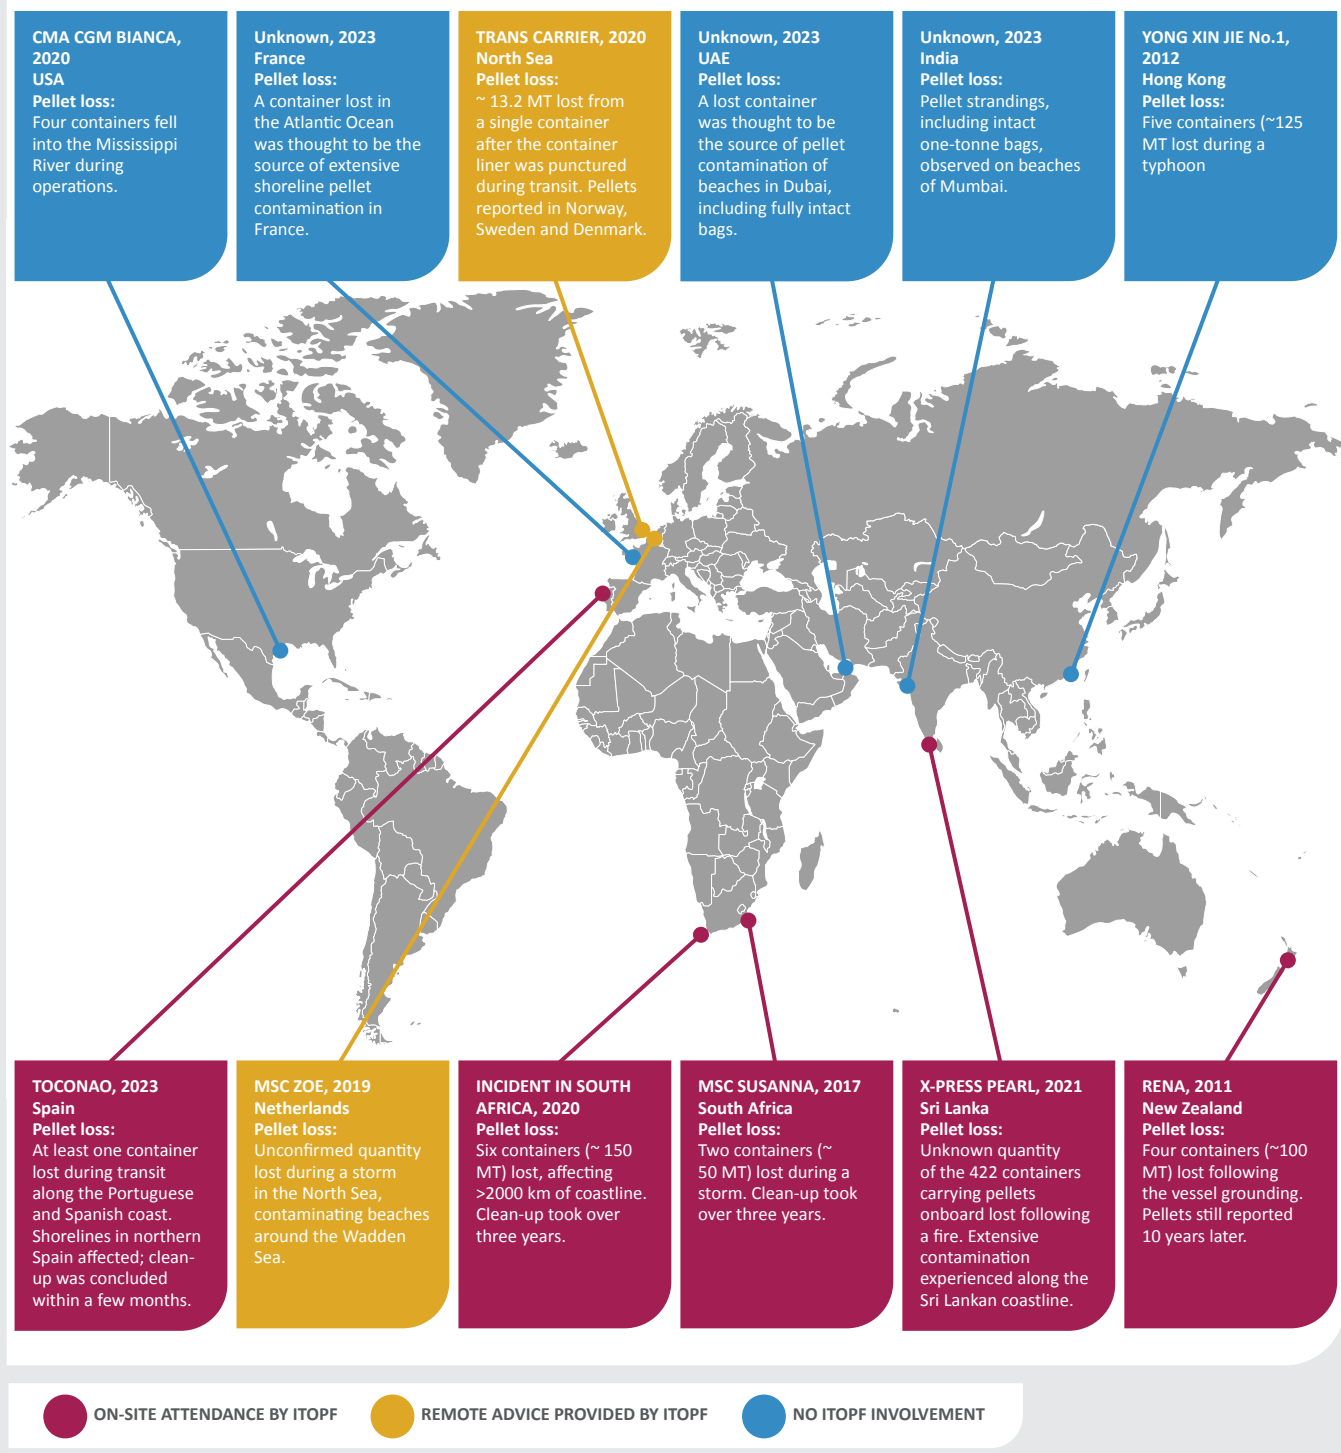 CMA CGM BIANCA,
2020
USA
Pellet loss:
Four containers fell
into the Mississippi
River during
operations.
Unknown, 2023
France
Pellet loss:
A container lost in
the Atlantic Ocean
was thought to be the
source of extensive
shoreline pellet
contamination in
France.
TRANS CARRIER, 2020
North Sea
Pellet loss:
~ 13.2 MT lost from
a single container
after the container
liner was punctured
during transit. Pellets
reported in Norway,
Sweden and Denmark.
Unknown, 2023
UAE
Pellet loss:
A lost container
was thought to be
the source of pellet
contamination of
beaches in Dubai,
including fully intact
bags.
Unknown, 2023
India
Pellet loss:
Pellet strandings,
including intact
one-tonne bags,
observed on beaches
of Mumbai.
YONG XIN JIE No.1,
2012
Hong Kong
Pellet loss:
Five containers (~125
MT lost during a
typhoon
TOCONAO, 2023
Spain
Pellet loss:
At least one container
lost during transit
along the Portuguese
and Spanish coast.
Shorelines in northern
Spain affected; clean-
up was concluded
within a few months.
MSC ZOE, 2019
Netherlands
Pellet loss:
Unconfirmed quantity
lost during a storm
in the North Sea,
contaminating beaches
around the Wadden
Sea.
INCIDENT IN SOUTH
AFRICA, 2020
Pellet loss:
Six containers (~ 150
MT) lost, affecting
>2000 km of coastline.
Clean-up took over
three years.
MSC SUSANNA, 2017
South Africa
Pellet loss:
Two containers (~
50 MT) lost during a
storm. Clean-up took
over three years.
X-PRESS PEARL, 2021
Sri Lanka
Pellet loss:
Unknown quantity
of the 422 containers
carrying pellets
onboard lost following
a fire. Extensive
contamination
experienced along the
Sri Lankan coastline.
RENA, 2011
New Zealand
Pellet loss:
Four containers (~100
MT) lost following
the vessel grounding.
Pellets still reported
10 years later.
ON-SITE ATTENDANCE BY ITOPF
REMOTE ADVICE PROVIDED BY ITOPF
NO ITOPF INVOLVEMENT